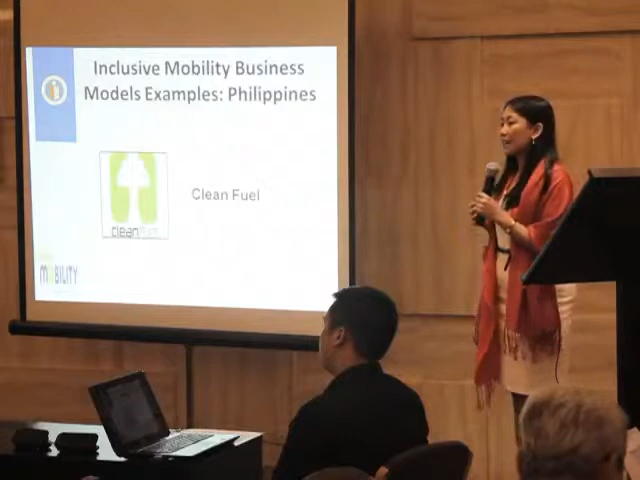 Inclusive Mobility Business
Models Examples: Philippines
Clean Fuel
cleanfuel
MOBILITY